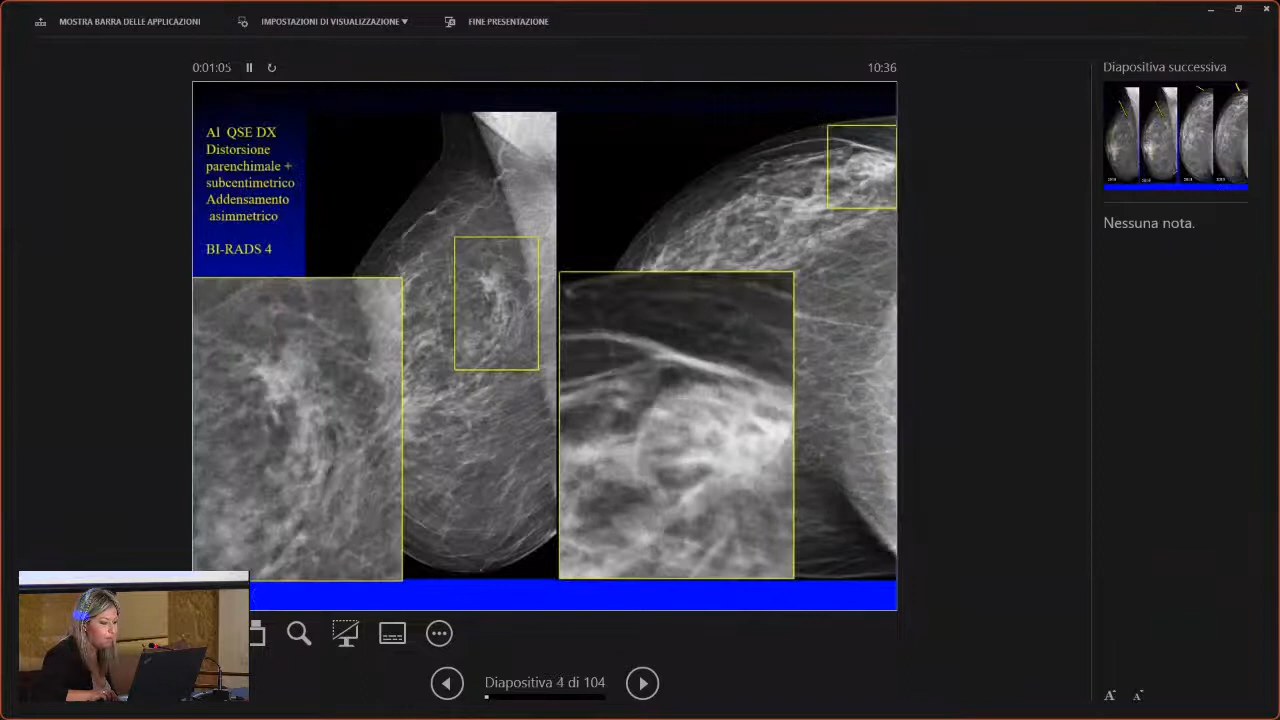 MOSTRA BARRA DELLE APPLICAZIONI
IMPOSTAZIONI DI VISUALIZZAZIONE ▼
FINE PRESENTAZIONE
0:01:05
10:36
Al QSE DX
Distorsione
parenchimale +
subcentimetrico
Addensamento
asimmetrico
BI-RADS 4
Diapositiva successiva
Nessuna nota.
Diapositiva 4 di 104
A A